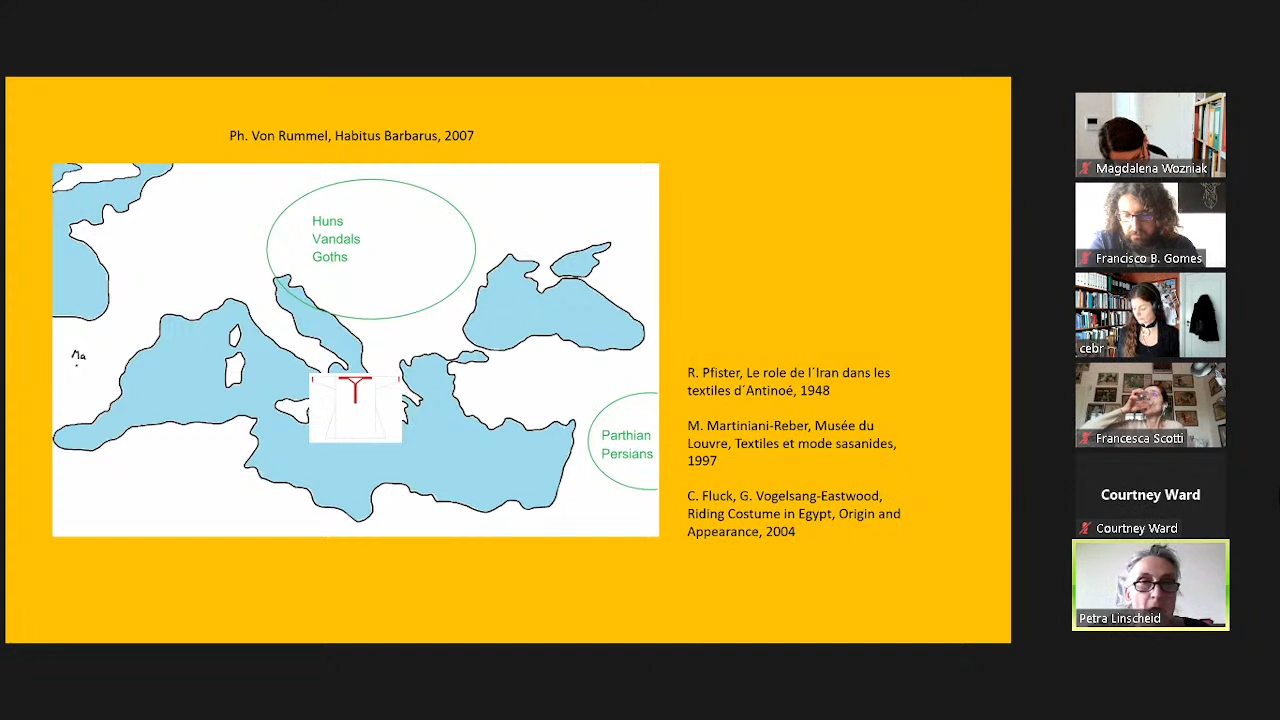 Ph. Von Rummel, Habitus Barbarus, 2007
Huns
Vandals
Goths
Ma
Parthian
Persians
R. Pfister, Le role de l´Iran dans les
textiles d´Antinoé, 1948
M. Martiniani-Reber, Musée du
Louvre, Textiles et mode sasanides,
1997
C. Fluck, G. Vogelsang-Eastwood,
Riding Costume in Egypt, Origin and
Appearance, 2004
Magdalena Wozniak
Francisco B. Gomes
cebr
Francesca Scotti
Courtney Ward
Courtney Ward
Petra Linscheid